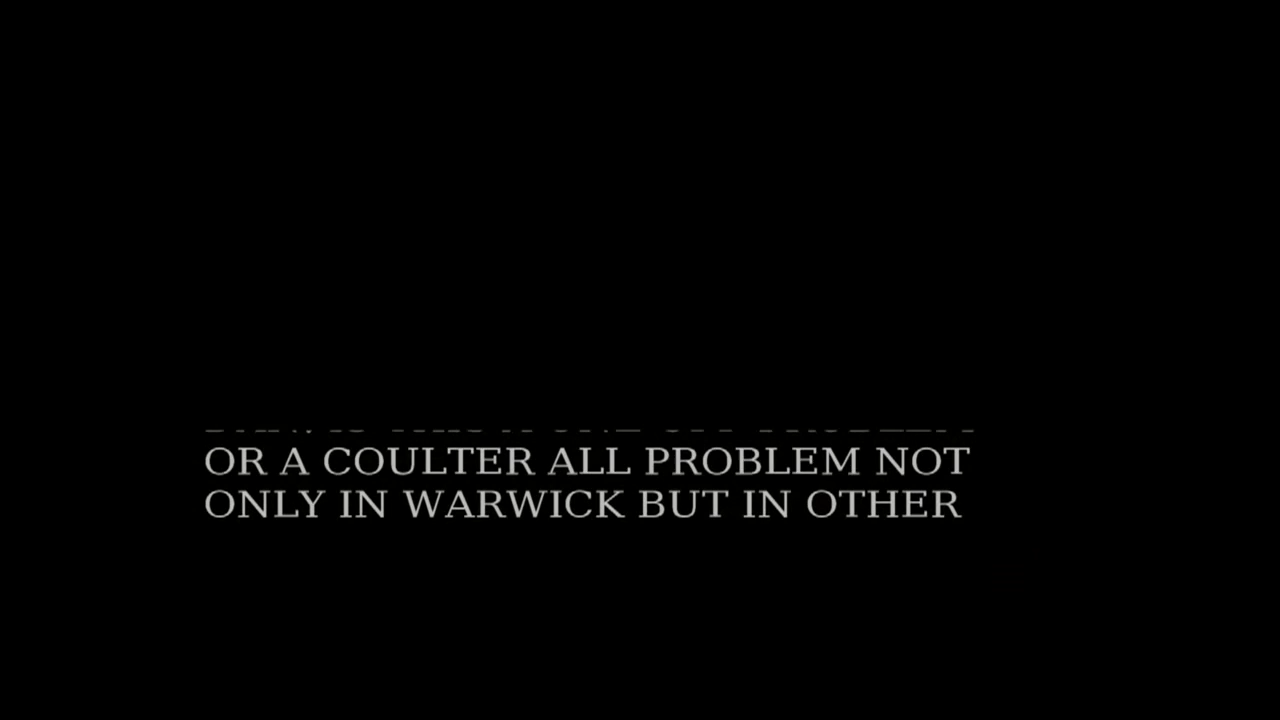 OR A COULTER ALL PROBLEM NOT
ONLY IN WARWICK BUT IN OTHER